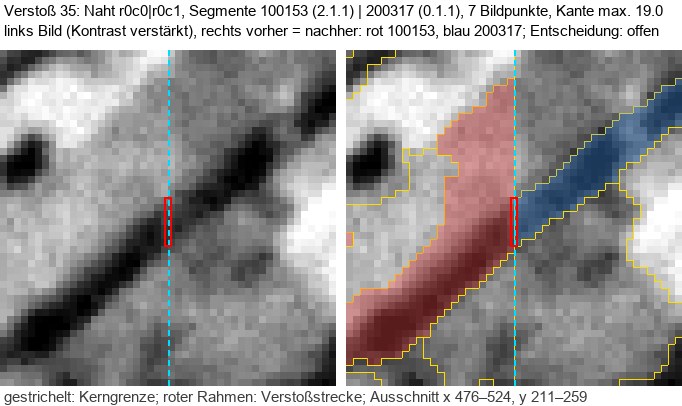 Verstoß 35: Naht r0c0|r0c1, Segmente 100153 (2.1.1) | 200317 (0.1.1), 7 Bildpunkte, Kante max. 19.0
links Bild (Kontrast verstärkt), rechts vorher = nachher: rot 100153, blau 200317; Entscheidung: offen
gestrichelt: Kerngrenze; roter Rahmen: Verstoßstrecke; Ausschnitt x 476–524, y 211–259